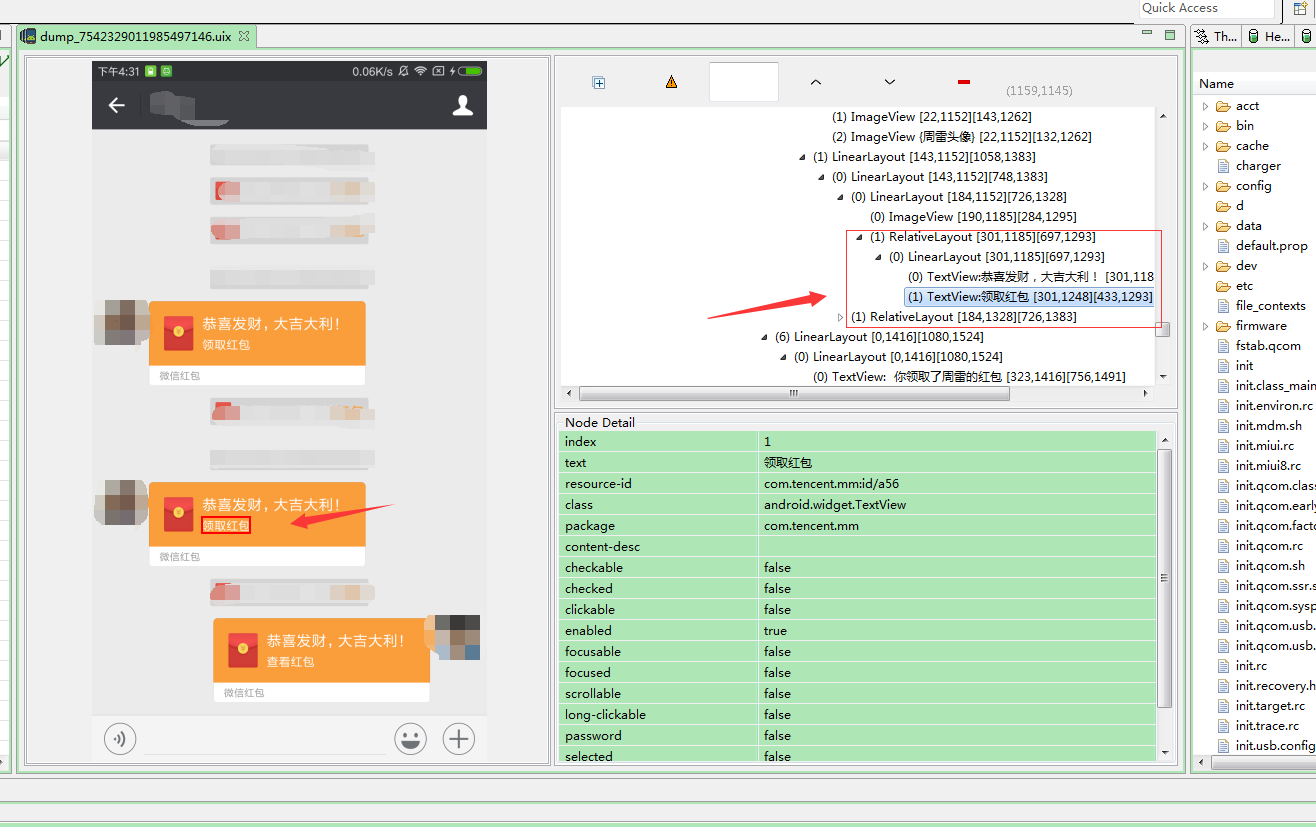 Quick Access
dump_7542329011985497146.uix
Th...
He...
下午4:31
0.06K/s
恭喜发财，大吉大利！
领取红包
微信红包
恭喜发财，大吉大利！
领取红包
微信红包
恭喜发财，大吉大利！
查看红包
微信红包
(1159,1145)
(1) ImageView [22,1152][143,1262]
(2) ImageView {周雷头像} [22,1152][132,1262]
(1) LinearLayout [143,1152][1058,1383]
(0) LinearLayout [143,1152][748,1383]
(0) LinearLayout [184,1152][726,1328]
(0) ImageView [190,1185][284,1295]
(1) RelativeLayout [301,1185][697,1293]
(0) LinearLayout [301,1185][697,1293]
(0) TextView:恭喜发财，大吉大利！ [301,118
(1) TextView:领取红包 [301,1248][433,1293]
(1) RelativeLayout [184,1328][726,1383]
(6) LinearLayout [0,1416][1080,1524]
(0) LinearLayout [0,1416][1080,1524]
(0) TextView: 你领取了周雷的红包 [323,1416][756,1491]
Node Detail
index 1
text 领取红包
resource-id com.tencent.mm:id/a56
class android.widget.TextView
package com.tencent.mm
content-desc
checkable false
checked false
clickable false
enabled true
focusable false
focused false
scrollable false
long-clickable false
password false
selected false
Name
acct
bin
cache
charger
config
d
data
default.prop
dev
etc
file_contexts
firmware
fstab.qcom
init
init.class_main
init.environ.rc
init.mdm.sh
init.miui.rc
init.miui8.rc
init.qcom.class
init.qcom.early
init.qcom.facto
init.qcom.rc
init.qcom.sh
init.qcom.ssr.s
init.qcom.sysp
init.qcom.usb.
init.qcom.usb.
init.rc
init.recovery.h
init.target.rc
init.trace.rc
init.usb.config